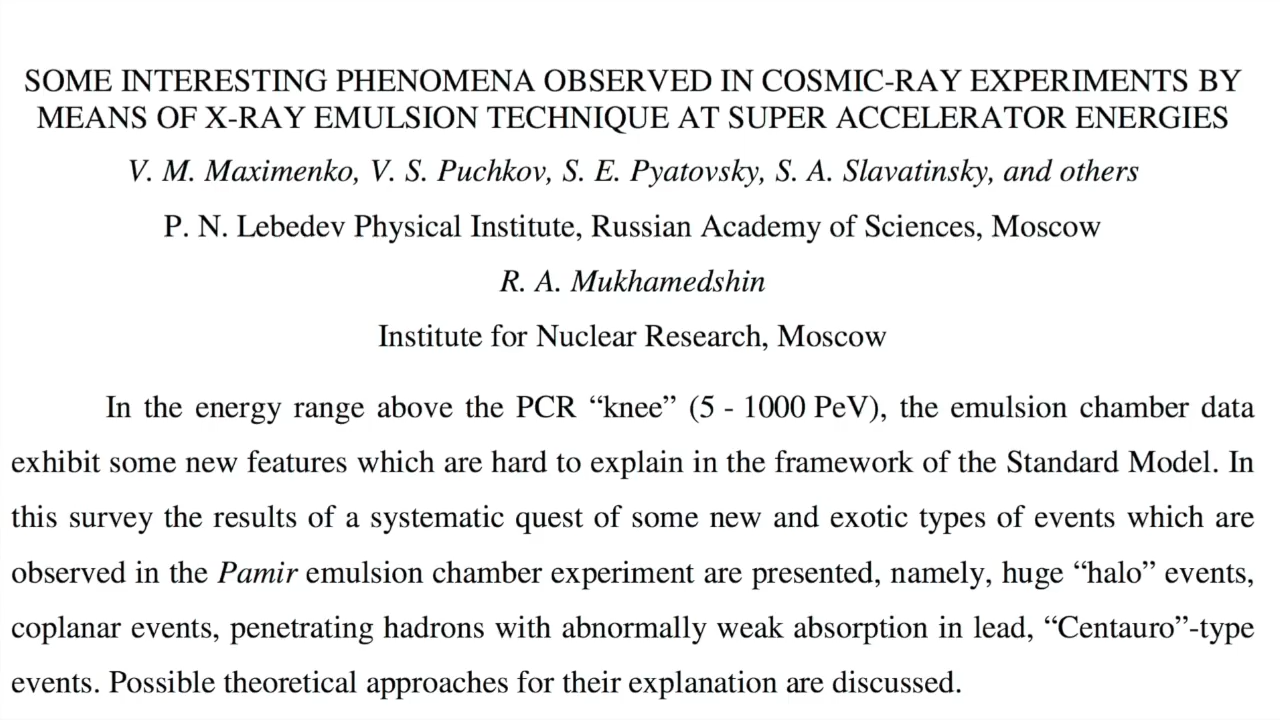 SOME INTERESTING PHENOMENA OBSERVED IN COSMIC-RAY EXPERIMENTS BY
MEANS OF X-RAY EMULSION TECHNIQUE AT SUPER ACCELERATOR ENERGIES
V. M. Maximenko, V. S. Puchkov, S. E. Pyatovsky, S. A. Slavatinsky, and others
P. N. Lebedev Physical Institute, Russian Academy of Sciences, Moscow
R. A. Mukhamedshin
Institute for Nuclear Research, Moscow
In the energy range above the PCR “knee” (5 - 1000 PeV), the emulsion chamber data
exhibit some new features which are hard to explain in the framework of the Standard Model. In
this survey the results of a systematic quest of some new and exotic types of events which are
observed in the Pamir emulsion chamber experiment are presented, namely, huge “halo” events,
coplanar events, penetrating hadrons with abnormally weak absorption in lead, “Centauro”-type
events. Possible theoretical approaches for their explanation are discussed.